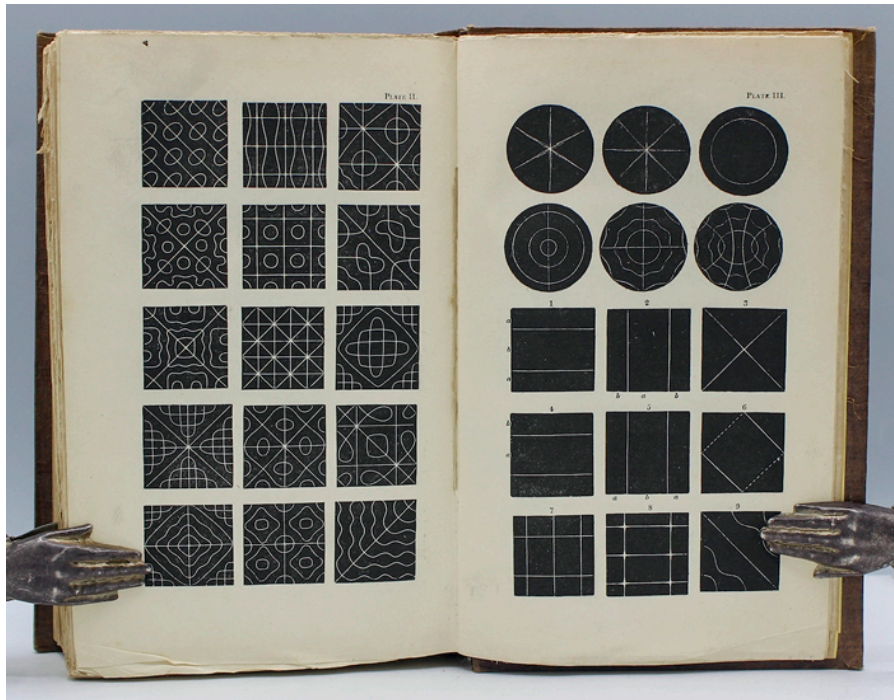 PLATE II.
PLATE III.
1 2 3
a
b
a
b a b
4 5 6
b
a
a b a
7 8 9